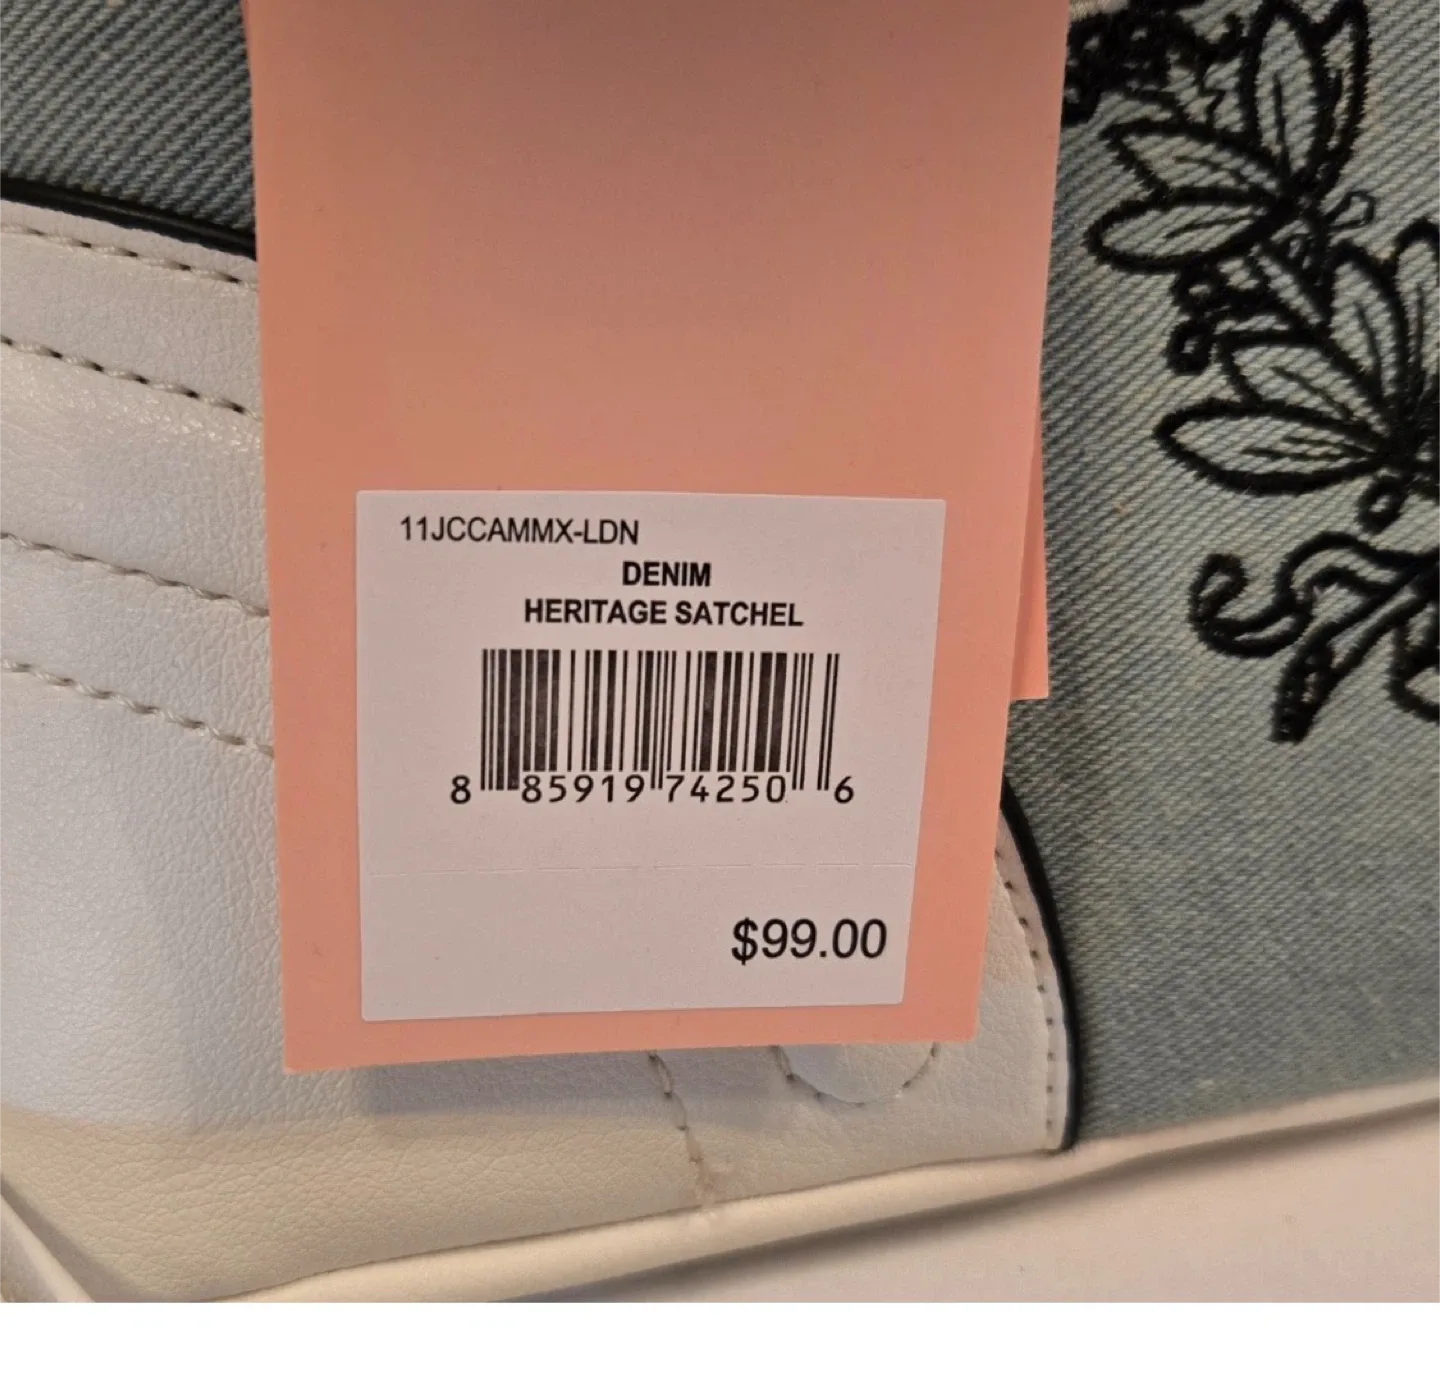 11JCCAMMX-LDN
DENIM
HERITAGE SATCHEL
8 85919 74250 6
$99.00